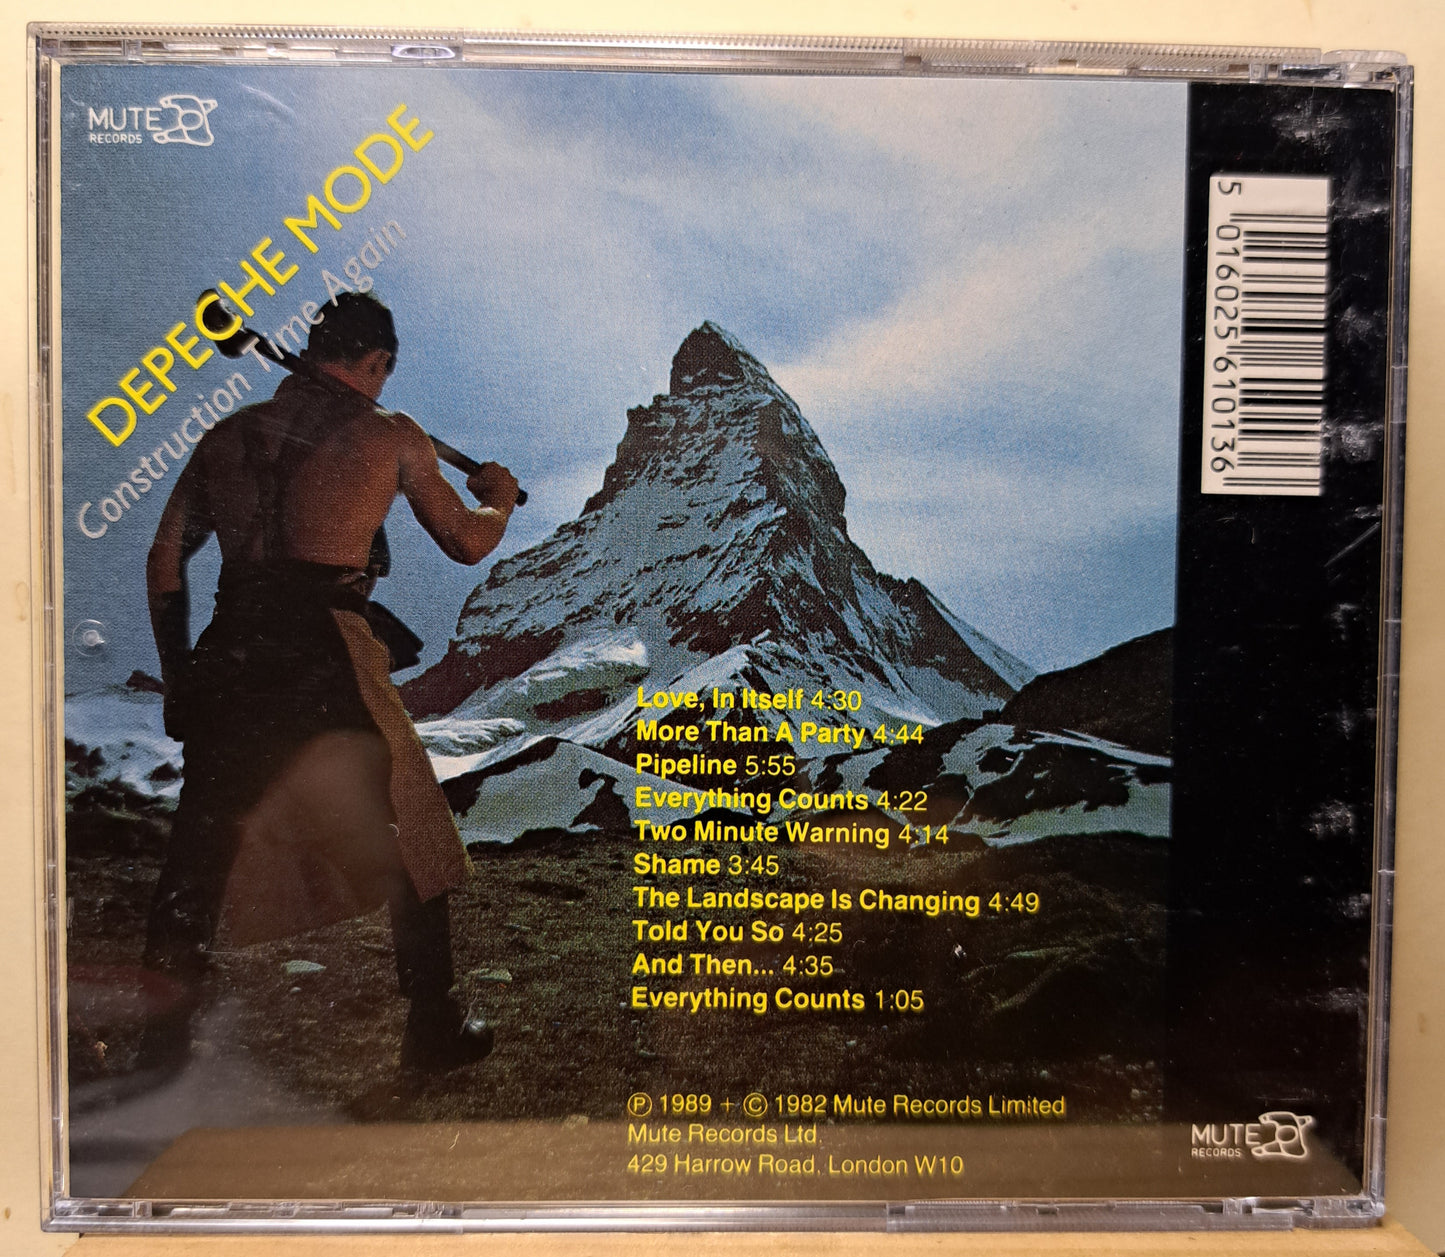 MUTE
RECORDS
DEPECHE MODE
Construction Time Again
5 016025 610136
Love, In Itself 4:30
More Than A Party 4:44
Pipeline 5:55
Everything Counts 4:22
Two Minute Warning 4:14
Shame 3:45
The Landscape Is Changing 4:49
Told You So 4:25
And Then... 4:35
Everything Counts 1:05
℗ 1989 + © 1982 Mute Records Limited
Mute Records Ltd.
429 Harrow Road, London W10
MUTE
RECORDS